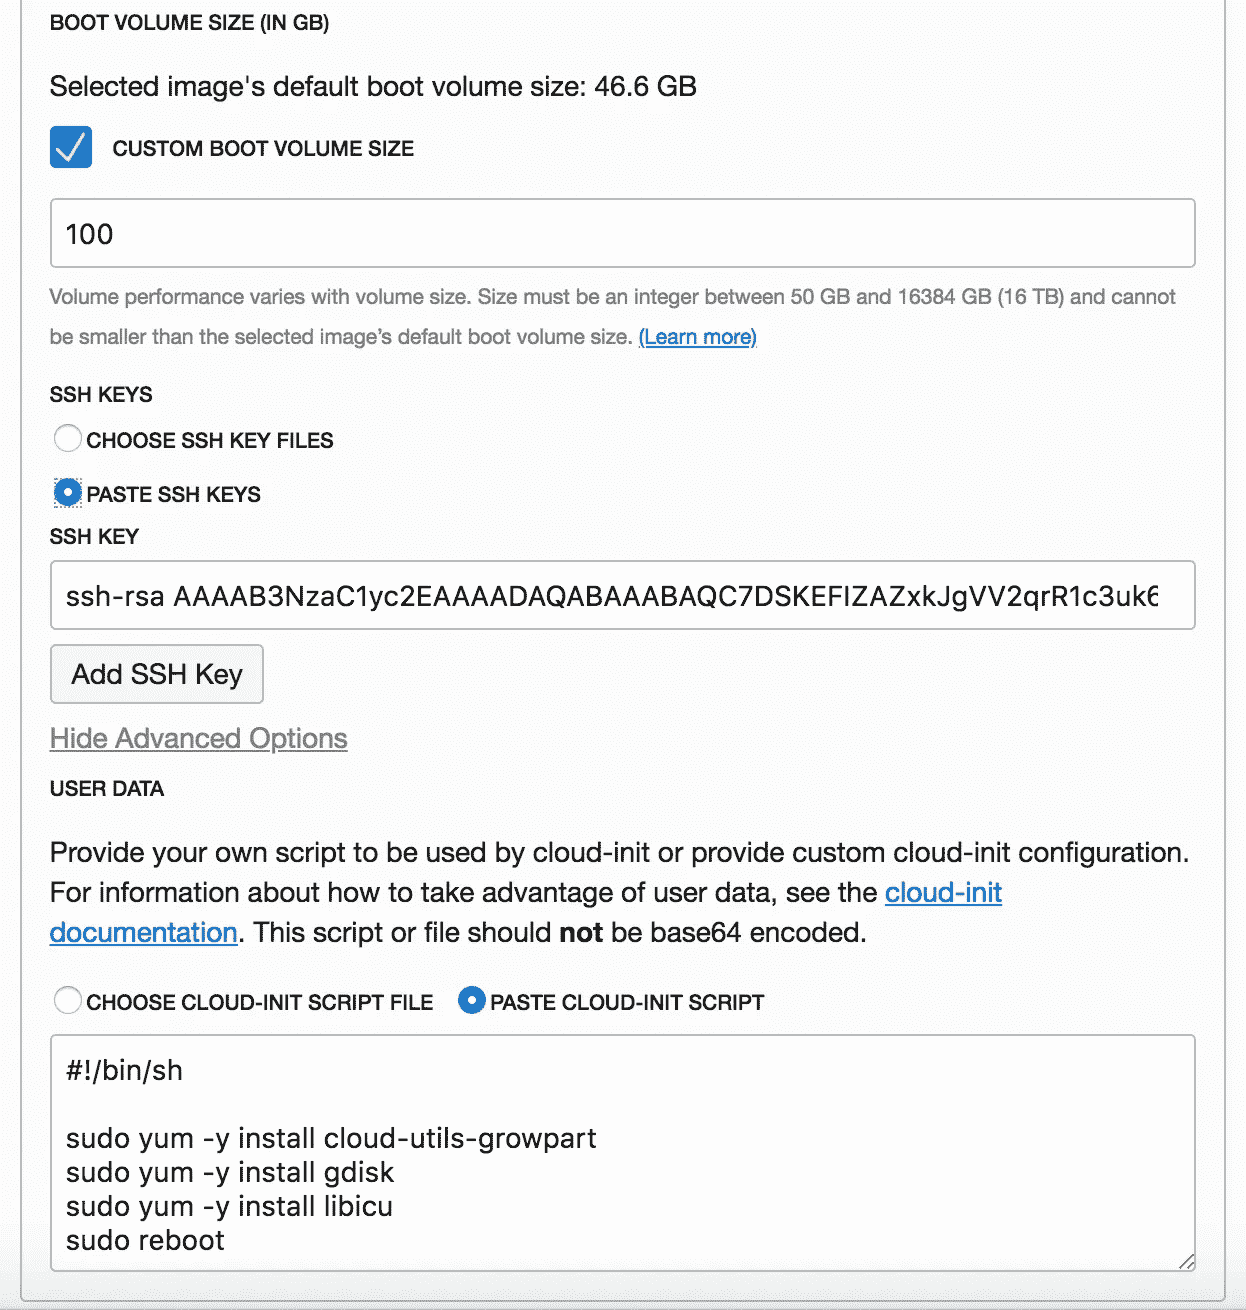 BOOT VOLUME SIZE (IN GB)
Selected image's default boot volume size: 46.6 GB
CUSTOM BOOT VOLUME SIZE
100
Volume performance varies with volume size. Size must be an integer between 50 GB and 16384 GB (16 TB) and cannot
be smaller than the selected image’s default boot volume size. (Learn more)
SSH KEYS
CHOOSE SSH KEY FILES
PASTE SSH KEYS
SSH KEY
ssh-rsa AAAAB3NzaC1yc2EAAAADAQABAAABAQC7DSKEFIZAZxkJgVV2qrR1c3uk6
Add SSH Key
Hide Advanced Options
USER DATA
Provide your own script to be used by cloud-init or provide custom cloud-init configuration.
For information about how to take advantage of user data, see the cloud-init
documentation. This script or file should not be base64 encoded.
CHOOSE CLOUD-INIT SCRIPT FILE PASTE CLOUD-INIT SCRIPT
#!/bin/sh
sudo yum -y install cloud-utils-growpart
sudo yum -y install gdisk
sudo yum -y install libicu
sudo reboot